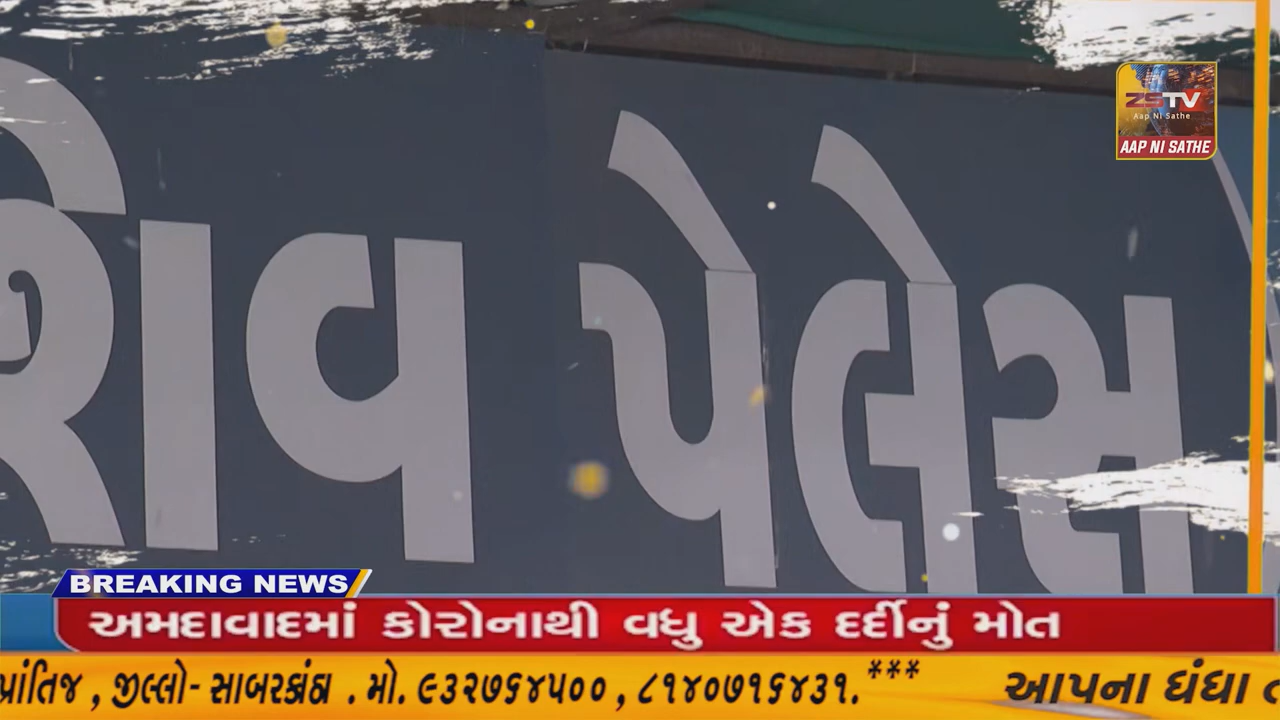 શિવ પેલેસ
ZSTV
Aap Ni Sathe
AAP NI SATHE
BREAKING NEWS
અમદાવાદમાં કોરોનાથી વધુ એક દર્દીનું મોત
પ્રાંતિજ , જીલ્લો- સાબરકાંઠા . મો. ૯૩૨૭૬૪૫૦૦ , ૮૧૪૦૭૧૬૪૩૧.*** આપના ધંધા